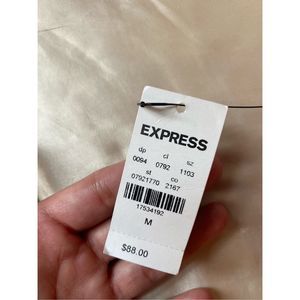 EXPRESS
dp cl sz
0094 0792 1103
st co
07921770 2167
17534192
M
$88.00